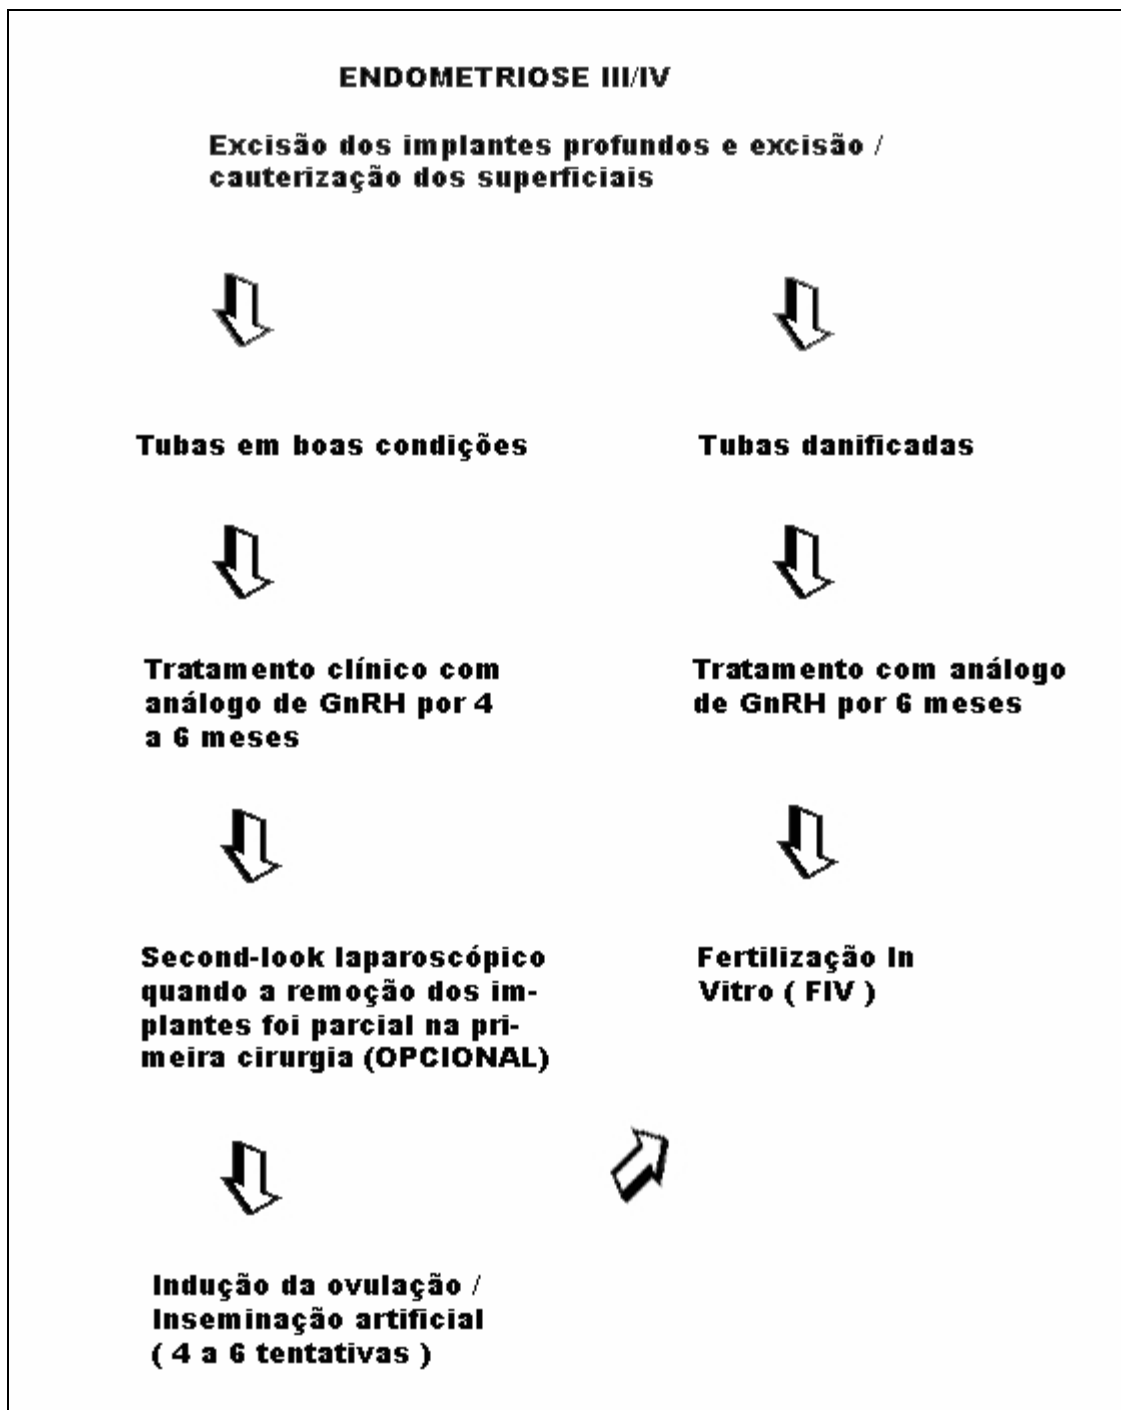 ENDOMETRIOSE III/IV
Excisão dos implantes profundos e excisão /
cauterização dos superficiais
Tubas em boas condições
Tubas danificadas
Tratamento clínico com
análogo de GnRH por 4
a 6 meses
Tratamento com análogo
de GnRH por 6 meses
Second-look laparoscópico
quando a remoção dos im-
plantes foi parcial na pri-
meira cirurgia (OPCIONAL)
Fertilização In
Vitro ( FIV )
Indução da ovulação /
Inseminação artificial
( 4 a 6 tentativas )